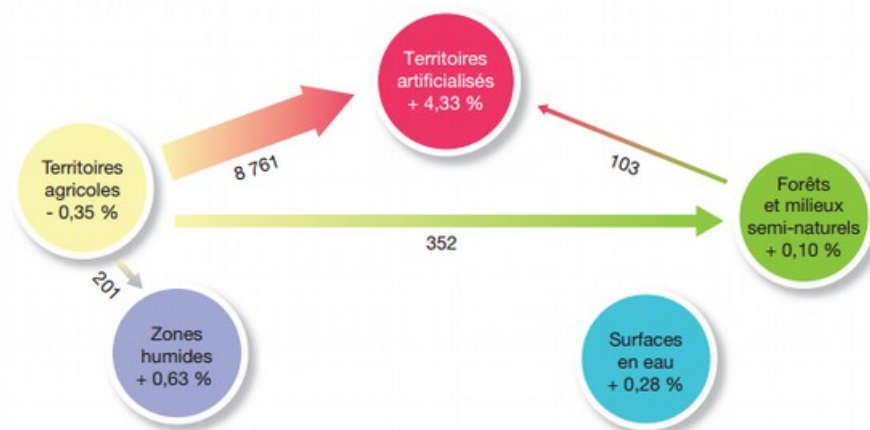 Territoires
artificialisés
+ 4,33 %
8 761
103
Territoires
agricoles
- 0,35 %
Forêts
et milieux
semi-naturels
+ 0,10 %
352
201
Zones
humides
+ 0,63 %
Surfaces
en eau
+ 0,28 %